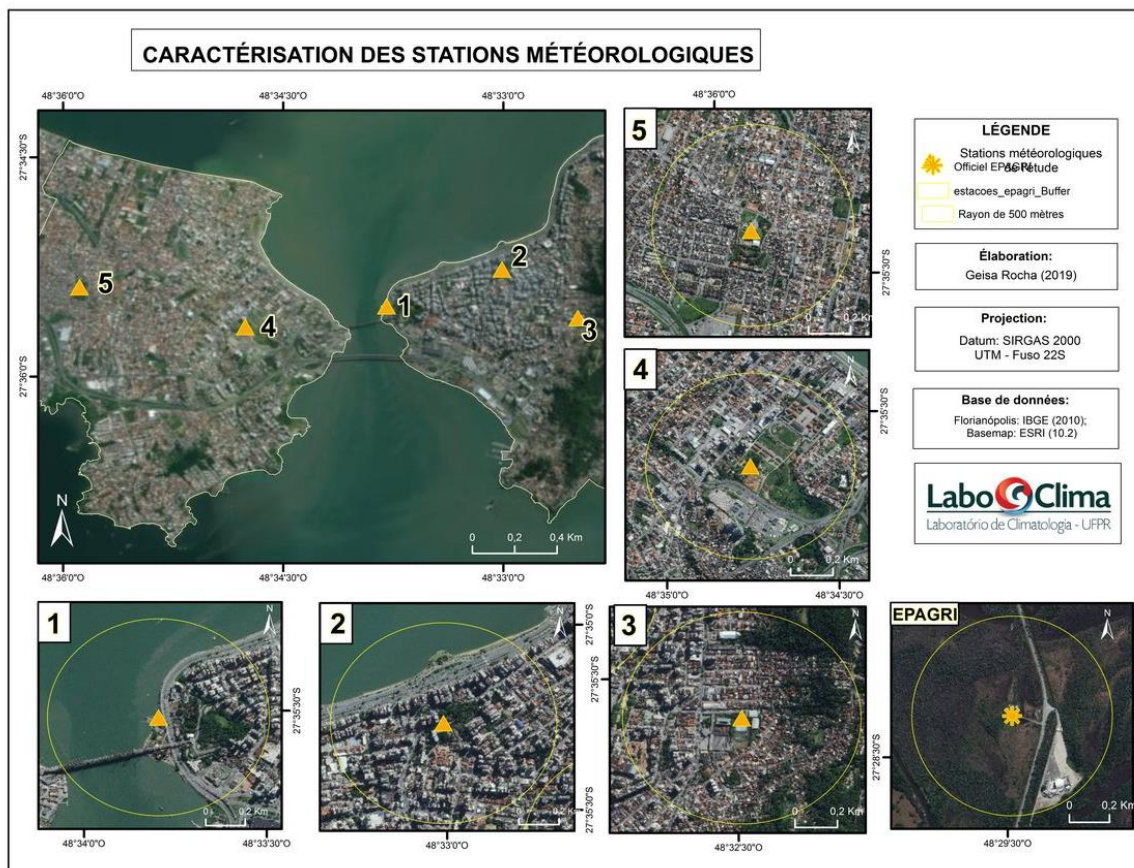 CARACTÉRISATION DES STATIONS MÉTÉOROLOGIQUES
48°36'0"O
48°34'30"O
48°33'0"O
27°34'30"S
27°36'0"S
5
4
1
2
3
N
0
0,2
0,4 Km
48°36'0"O
48°34'30"O
48°33'0"O
48°36'0"O
5
N
27°35'30"S
0
0,2 Km
4
N
27°35'30"S
0
0,2 Km
48°35'0"O
48°34'30"O
LÉGENDE
Stations météorologiques
de l'étude
Officiel EPAGRI
estacoes_epagri_Buffer
Rayon de 500 mètres
Élaboration:
Geisa Rocha (2019)
Projection:
Datum: SIRGAS 2000
UTM - Fuso 22S
Base de données:
Florianópolis: IBGE (2010);
Basemap: ESRI (10.2)
Labo Clima
Laboratório de Climatologia - UFPR
1
N
27°35'30"S
0
0,2 Km
48°34'0"O
48°33'30"O
2
N
27°35'0"S
27°35'30"S
0
0,2 Km
48°33'0"O
3
N
27°35'30"S
0
0,2 Km
48°32'30"O
EPAGRI
N
27°28'30"S
0
0,2 Km
48°29'30"O